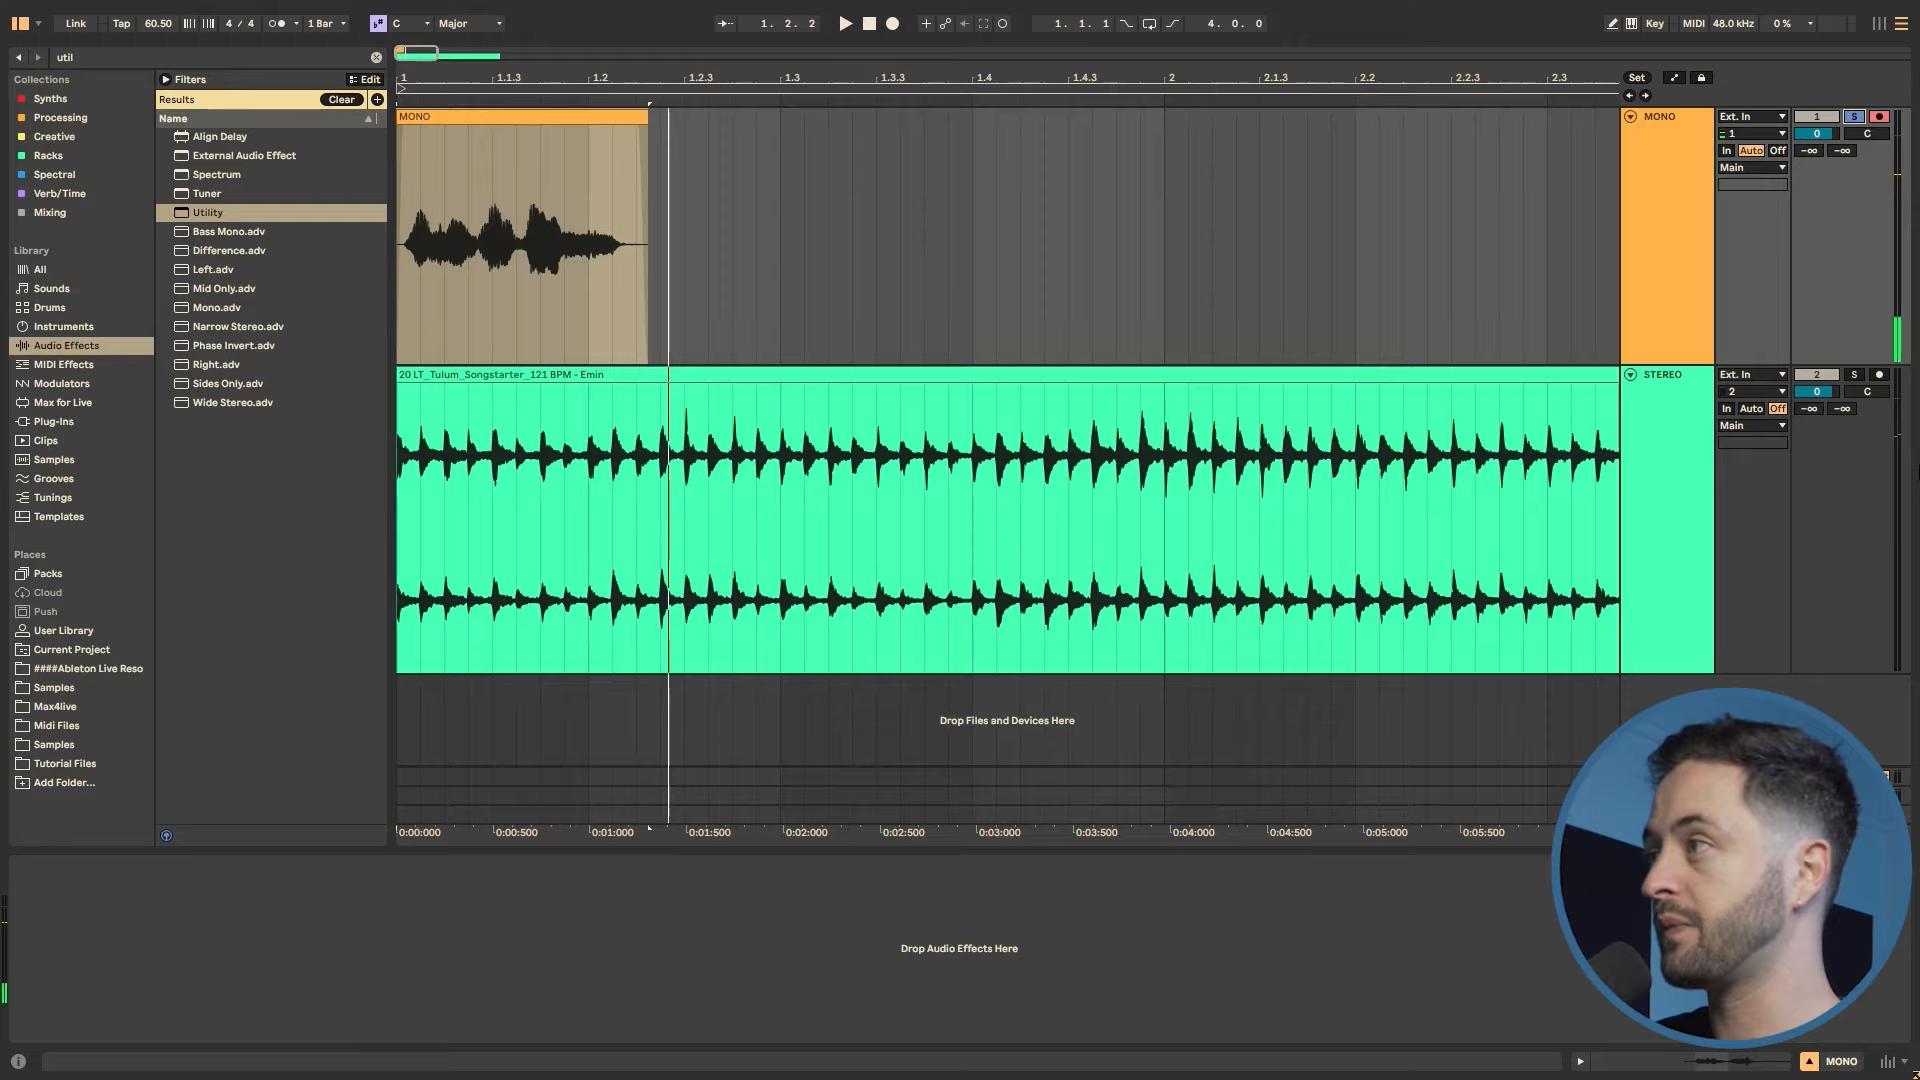 Link Tap 60.50 4 / 4 1 Bar C Major 1. 2. 2 1. 1. 1 4. 0. 0 Key MIDI 48.0 kHz 0 %
util
Collections
Synths
Processing
Creative
Racks
Spectral
Verb/Time
Mixing
Library
All
Sounds
Drums
Instruments
Audio Effects
MIDI Effects
Modulators
Max for Live
Plug-Ins
Clips
Samples
Grooves
Tunings
Templates
Places
Packs
Cloud
Push
User Library
Current Project
####Ableton Live Reso
Samples
Max4live
Midi Files
Samples
Tutorial Files
Add Folder...
Filters Edit
Results Clear
Name
Align Delay
External Audio Effect
Spectrum
Tuner
Utility
Bass Mono.adv
Difference.adv
Left.adv
Mid Only.adv
Mono.adv
Narrow Stereo.adv
Phase Invert.adv
Right.adv
Sides Only.adv
Wide Stereo.adv
1 1.1.3 1.2 1.2.3 1.3 1.3.3 1.4 1.4.3 2 2.1.3 2.2 2.2.3 2.3 Set
MONO
MONO Ext. In 1 S
1 0 C
In Auto Off -∞ -∞
Main
20 LT_Tulum_Songstarter_121 BPM - Emin
STEREO Ext. In 2 S
2 0 C
In Auto Off -∞ -∞
Main
Drop Files and Devices Here
0:00:000 0:00:500 0:01:000 0:01:500 0:02:000 0:02:500 0:03:000 0:03:500 0:04:000 0:04:500 0:05:000 0:05:500
Drop Audio Effects Here
MONO